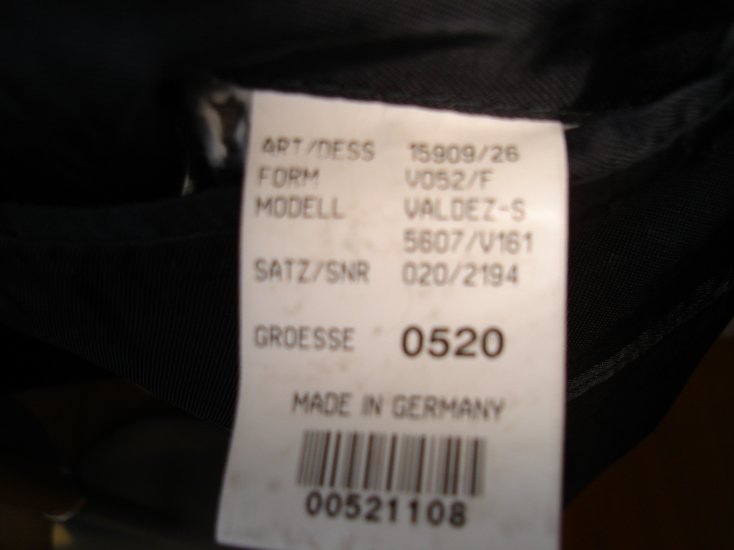 ART/DESS 15909/26
FORM V052/F
MODELL VALDEZ-S
5607/V161
SATZ/SNR 020/2194
GROESSE 0520
MADE IN GERMANY
00521108